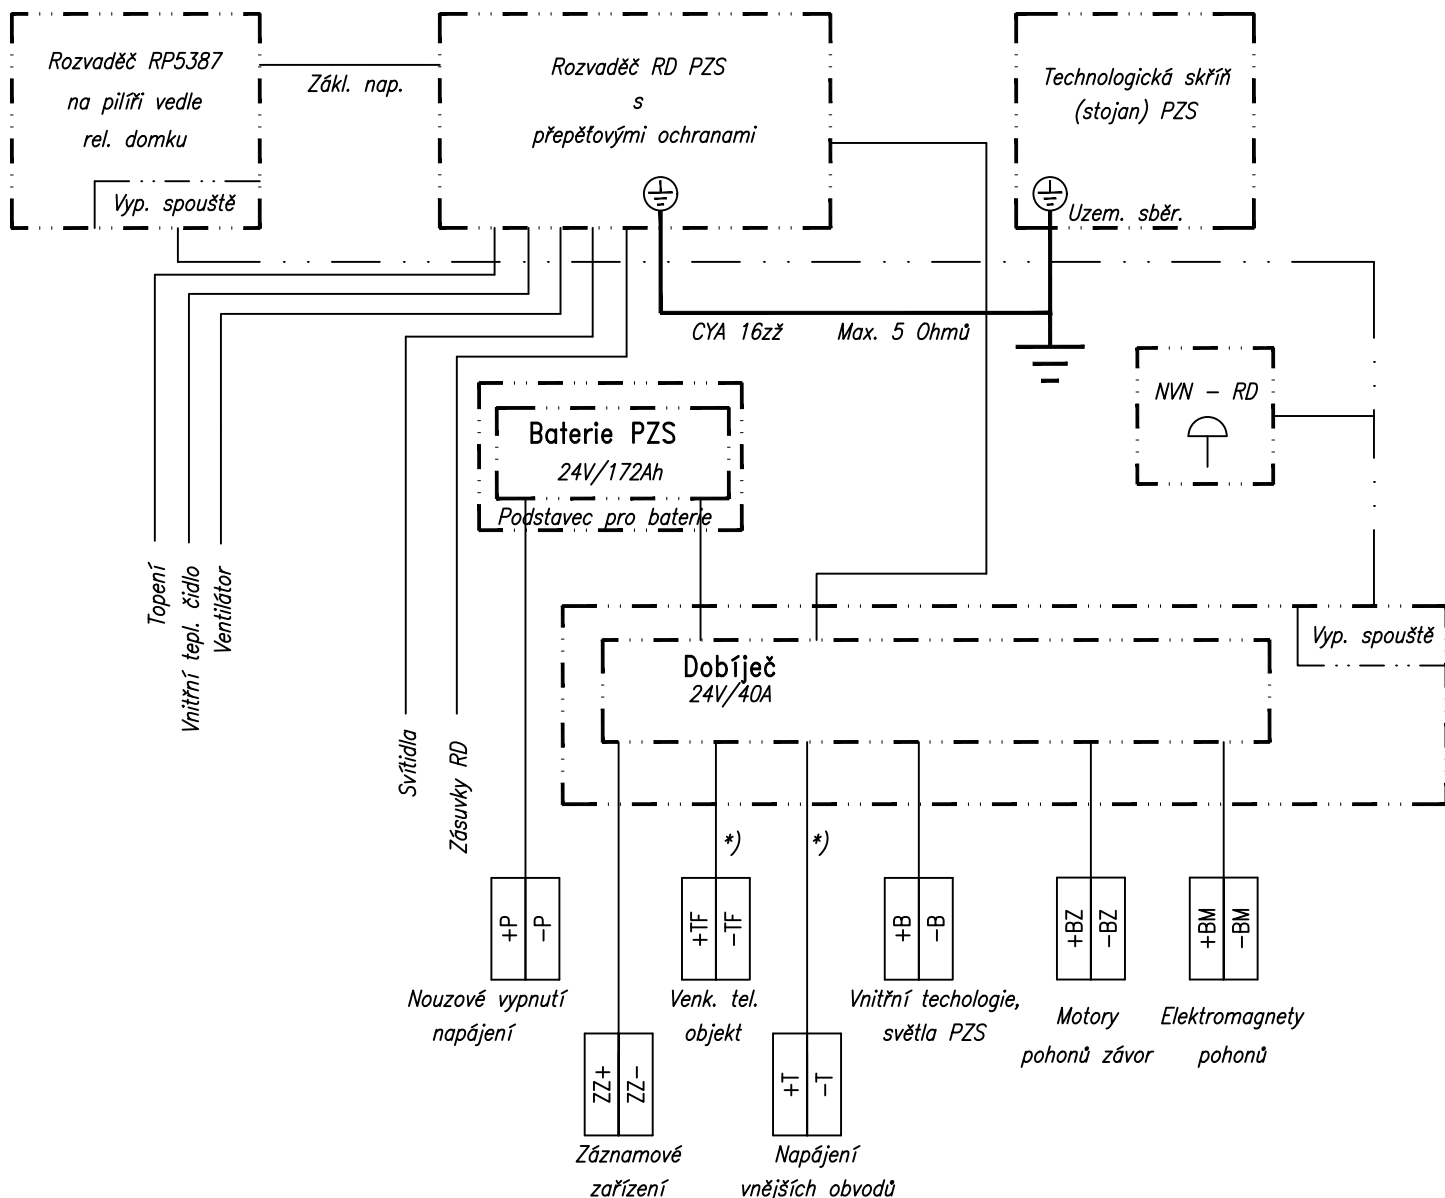 Rozvaděč RP5387
na pilíři vedle
rel. domku
Vyp. spouště
Zákl. nap.
Rozvaděč RD PZS
s
přepěťovými ochranami
Technologická skříň
(stojan) PZS
Uzem. sběr.
CYA 16zž
Max. 5 Ohmů
NVN – RD
Baterie PZS
24V/172Ah
Podstavec pro baterie
Topení
Vnitřní tepl. čidlo
Ventilátor
Svítidla
Zásuvky RD
Vyp. spouště
Dobíječ
24V/40A
*)
*)
+P
–P
Nouzové vypnutí
napájení
+TF
–TF
Venk. tel.
objekt
+B
–B
Vnitřní techologie,
světla PZS
+BZ
–BZ
Motory
pohonů závor
+BM
–BM
Elektromagnety
pohonů
ZZ+
ZZ–
Záznamové
zařízení
+T
–T
Napájení
vnějších obvodů